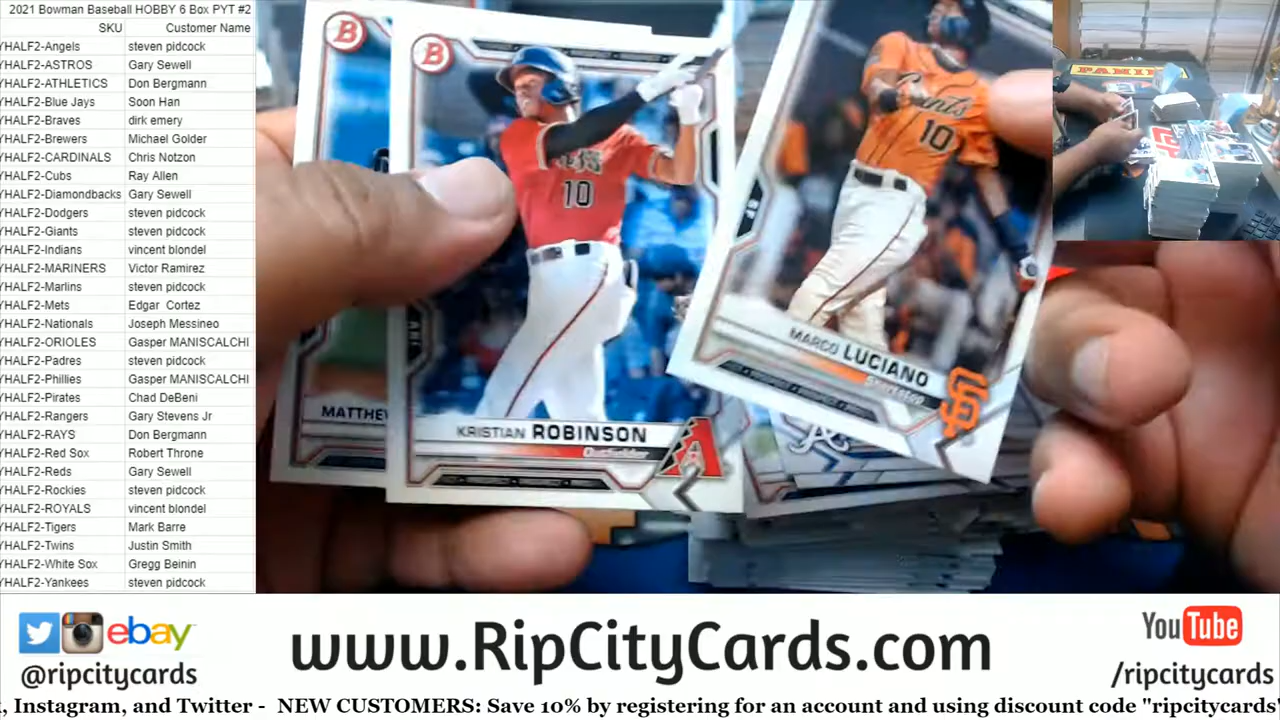 2021 Bowman Baseball HOBBY 6 Box PYT #2
SKU Customer Name
YHALF2-Angels steven pidcock
YHALF2-ASTROS Gary Sewell
YHALF2-ATHLETICS Don Bergmann
YHALF2-Blue Jays Soon Han
YHALF2-Braves dirk emery
YHALF2-Brewers Michael Golder
YHALF2-CARDINALS Chris Notzon
YHALF2-Cubs Ray Allen
YHALF2-Diamondbacks Gary Sewell
YHALF2-Dodgers steven pidcock
YHALF2-Giants steven pidcock
YHALF2-Indians vincent blondel
YHALF2-MARINERS Victor Ramirez
YHALF2-Marlins steven pidcock
YHALF2-Mets Edgar Cortez
YHALF2-Nationals Joseph Messineo
YHALF2-ORIOLES Gasper MANISCALCHI
YHALF2-Padres steven pidcock
YHALF2-Phillies Gasper MANISCALCHI
YHALF2-Pirates Chad DeBeni
YHALF2-Rangers Gary Stevens Jr
YHALF2-RAYS Don Bergmann
YHALF2-Red Sox Robert Throne
YHALF2-Reds Gary Sewell
YHALF2-Rockies steven pidcock
YHALF2-ROYALS vincent blondel
YHALF2-Tigers Mark Barre
YHALF2-Twins Justin Smith
YHALF2-White Sox Gregg Beinin
YHALF2-Yankees steven pidcock
B
B
10
10
MATTHEW
KRISTIAN ROBINSON
Outfielder
A
MARCO LUCIANO
Shortstop
SF
PANINI
ebay
@ripcitycards
www.RipCityCards.com
YouTube
/ripcitycards
, Instagram, and Twitter - NEW CUSTOMERS: Save 10% by registering for an account and using discount code "ripcitycards